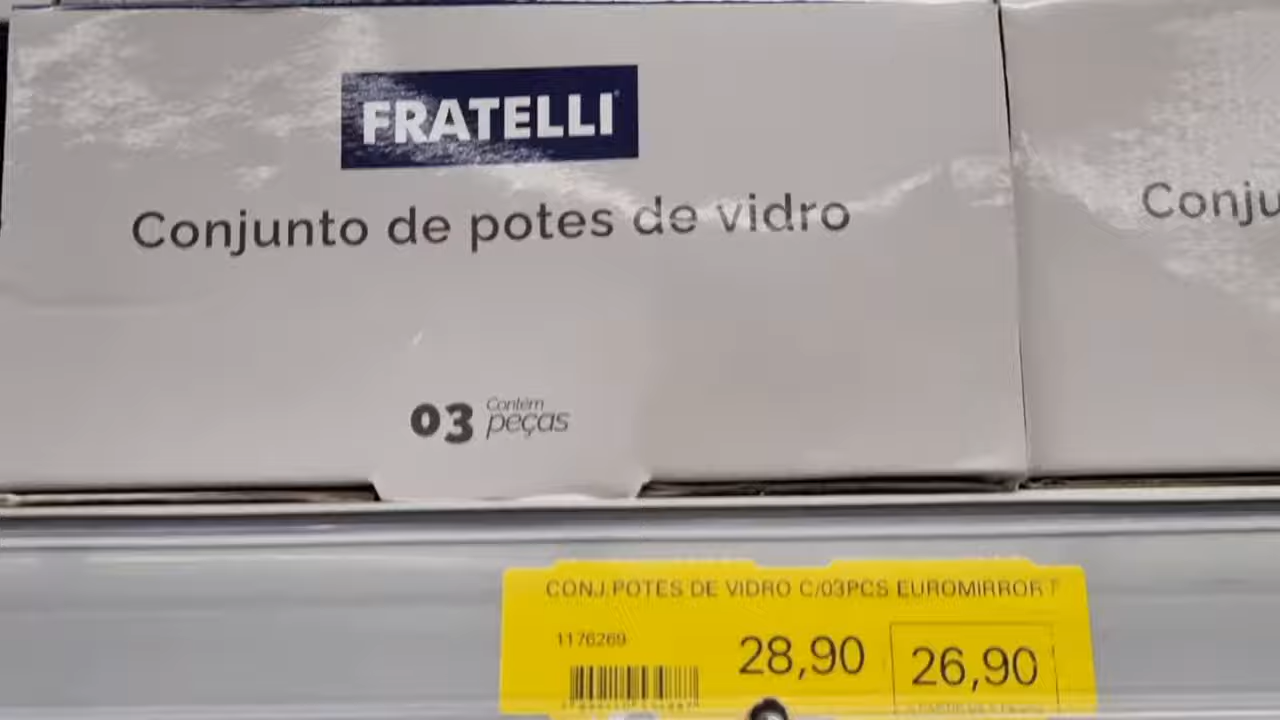 FRATELLI
Conjunto de potes de vidro
Conju
03 Contém peças
CONJ.POTES DE VIDRO C/03PCS EUROMIRROR F
1176269
28,90
26,90